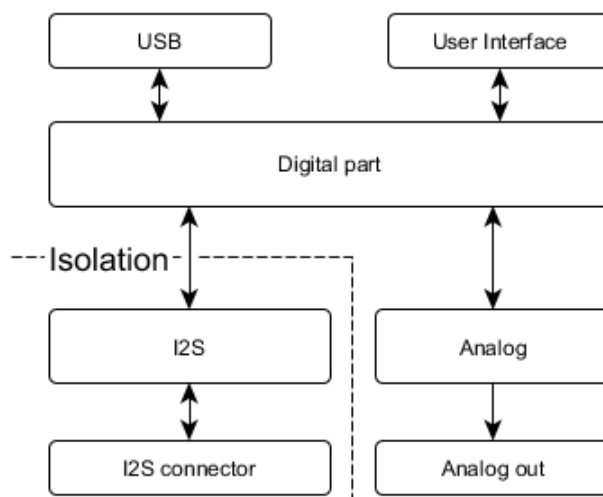 USB
User Interface
Digital part
Isolation
I2S
Analog
I2S connector
Analog out